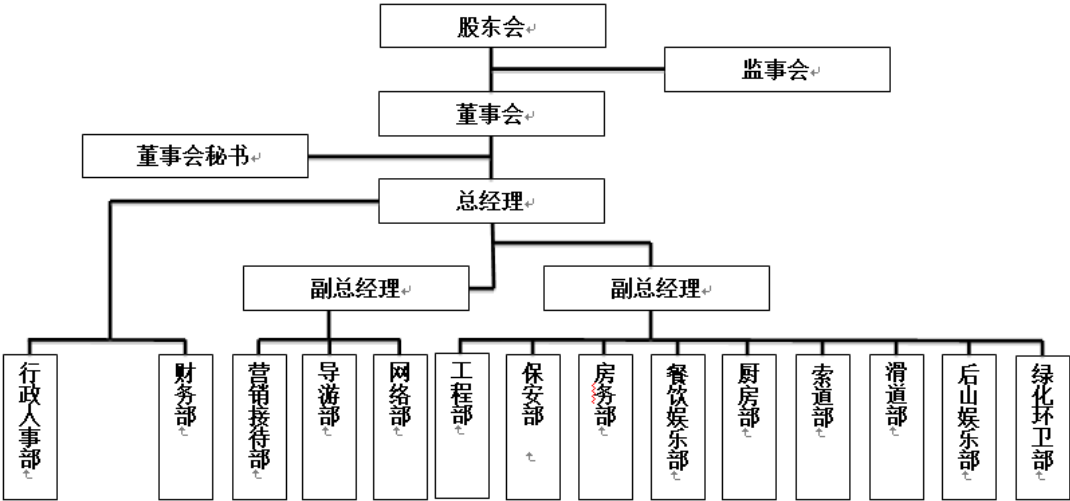 股东会
监事会
董事会
董事会秘书
总经理
副总经理
副总经理
行政人事部
财务部
营销接待部
导游部
网络部
工程部
保安部
房务部
餐饮娱乐部
厨房部
索道部
滑道部
后山娱乐部
绿化环卫部